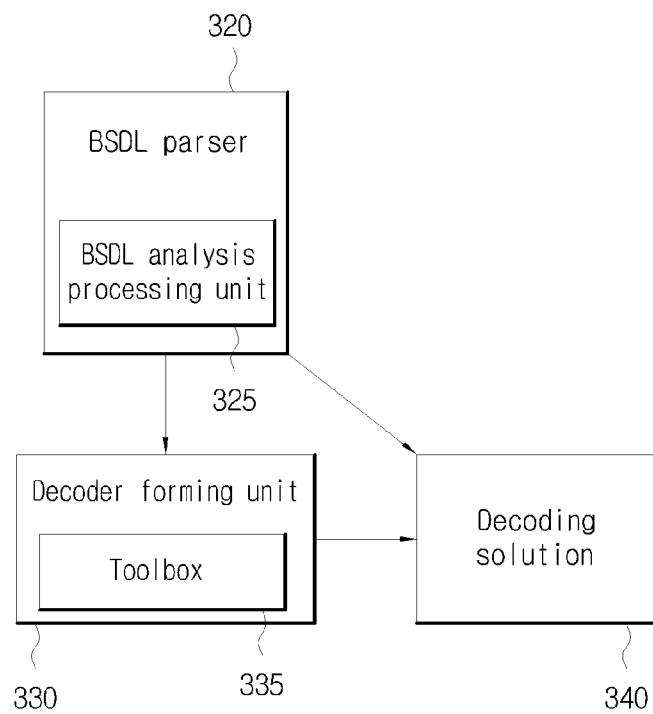 320
BSDL parser
BSDL analysis
processing unit
325
Decoder forming unit
Toolbox
Decoding
solution
330
335
340